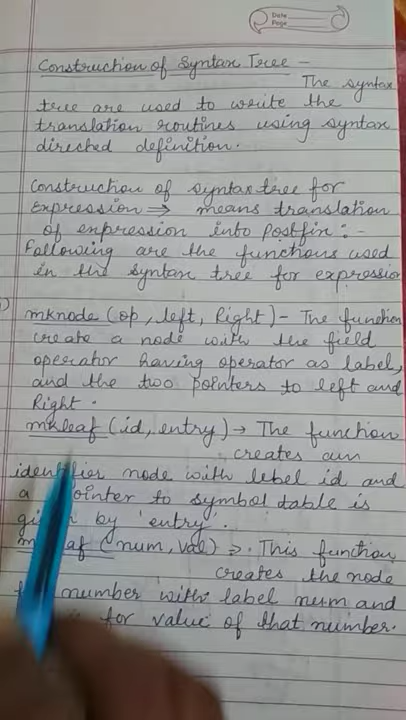 Date
Page
Construction of Syntax Tree -
The syntax
tree are used to write the
translation routines using syntax
directed definition.
Construction of syntax tree for
Expression ⇒ means translation
of expression into Postfin : -
Following are the functions used
in the syntax tree for expression
mknode (op, left, Right) - The function
create a node with the field
operator having operator as label,
and the two pointers to left and
Right.
mkleaf (id, entry) → The function
creates an
identifier node with label id and
a pointer to symbol table is
by 'entry'.
(num, val) ⇒ This function
creates the node
number with label num and
for value of that number.